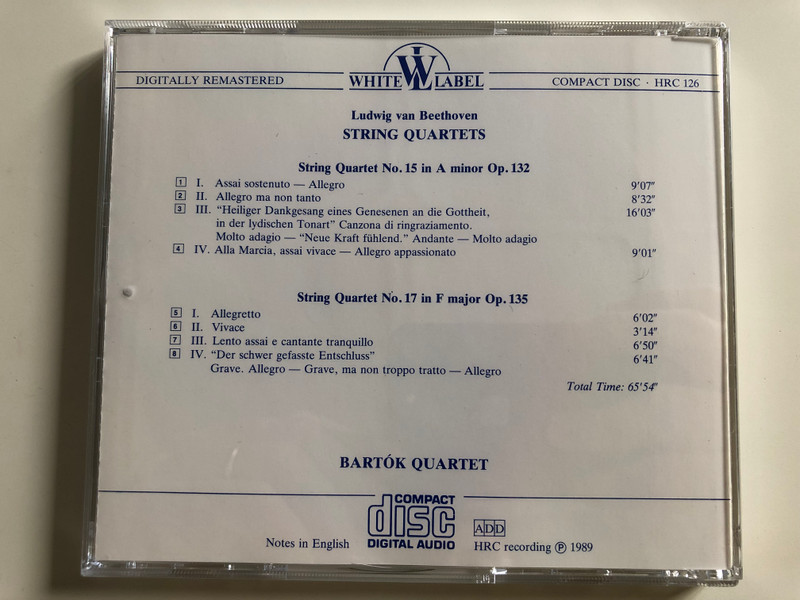 DIGITALLY REMASTERED
WL
WHITE LABEL
COMPACT DISC · HRC 126
Ludwig van Beethoven
STRING QUARTETS
String Quartet No. 15 in A minor Op. 132
1 I. Assai sostenuto — Allegro 9'07"
2 II. Allegro ma non tanto 8'32"
3 III. “Heiliger Dankgesang eines Genesenen an die Gottheit, 16'03"
in der lydischen Tonart” Canzona di ringraziamento.
Molto adagio — “Neue Kraft fühlend.” Andante — Molto adagio
4 IV. Alla Marcia, assai vivace — Allegro appassionato 9'01"
String Quartet No. 17 in F major Op. 135
5 I. Allegretto 6'02"
6 II. Vivace 3'14"
7 III. Lento assai e cantante tranquillo 6'50"
8 IV. “Der schwer gefasste Entschluss” 6'41"
Grave. Allegro — Grave, ma non troppo tratto — Allegro
Total Time: 65'54"
BARTÓK QUARTET
COMPACT
disc
DIGITAL AUDIO
Notes in English
ADD
HRC recording ℗ 1989